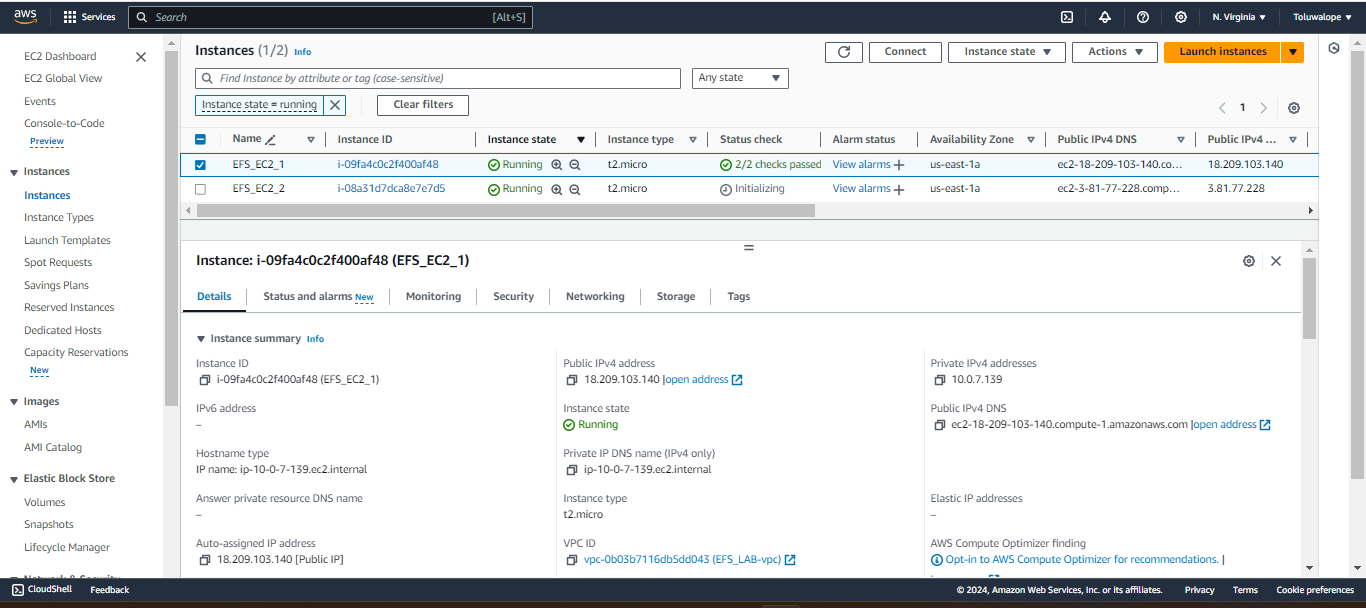 aws Services Search [Alt+S] N. Virginia Toluwalope
EC2 Dashboard
EC2 Global View
Events
Console-to-Code
Preview
Instances
Instances
Instance Types
Launch Templates
Spot Requests
Savings Plans
Reserved Instances
Dedicated Hosts
Capacity Reservations
New
Images
AMIs
AMI Catalog
Elastic Block Store
Volumes
Snapshots
Lifecycle Manager
Network & Security
Instances (1/2) Info
Connect Instance state Actions Launch instances
Find Instance by attribute or tag (case-sensitive) Any state
Instance state = running Clear filters
1
Name Instance ID Instance state Instance type Status check Alarm status Availability Zone Public IPv4 DNS Public IPv4 ...
EFS_EC2_1 i-09fa4c0c2f400af48 Running t2.micro 2/2 checks passed View alarms + us-east-1a ec2-18-209-103-140.co... 18.209.103.140
EFS_EC2_2 i-08a31d7dca8e7e7d5 Running t2.micro Initializing View alarms + us-east-1a ec2-3-81-77-228.comp... 3.81.77.228
Instance: i-09fa4c0c2f400af48 (EFS_EC2_1)
Details Status and alarms New Monitoring Security Networking Storage Tags
Instance summary Info
Instance ID
i-09fa4c0c2f400af48 (EFS_EC2_1)
Public IPv4 address
18.209.103.140 |open address
Private IPv4 addresses
10.0.7.139
IPv6 address
–
Instance state
Running
Public IPv4 DNS
ec2-18-209-103-140.compute-1.amazonaws.com |open address
Hostname type
IP name: ip-10-0-7-139.ec2.internal
Private IP DNS name (IPv4 only)
ip-10-0-7-139.ec2.internal
Answer private resource DNS name
–
Instance type
t2.micro
Elastic IP addresses
–
Auto-assigned IP address
18.209.103.140 [Public IP]
VPC ID
vpc-0b03b7116db5dd043 (EFS_LAB-vpc)
AWS Compute Optimizer finding
Opt-in to AWS Compute Optimizer for recommendations. |
CloudShell Feedback © 2024, Amazon Web Services, Inc. or its affiliates. Privacy Terms Cookie preferences